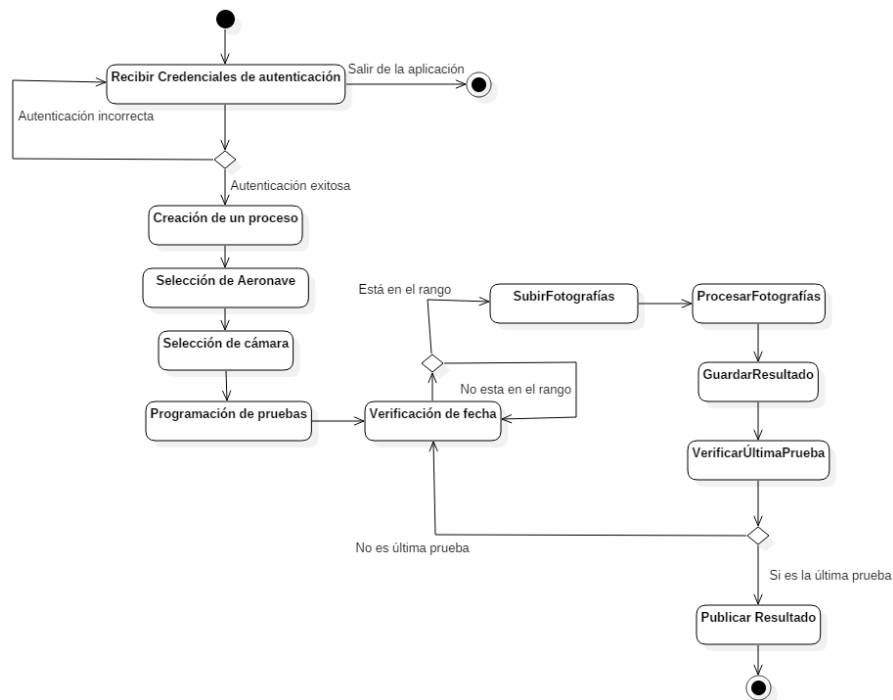 Recibir Credenciales de autenticación
Salir de la aplicación
Autenticación incorrecta
Autenticación exitosa
Creación de un proceso
Selección de Aeronave
Selección de cámara
Programación de pruebas
Verificación de fecha
Está en el rango
No esta en el rango
SubirFotografías
ProcesarFotografías
GuardarResultado
VerificarÚltimaPrueba
No es última prueba
Si es la última prueba
Publicar Resultado